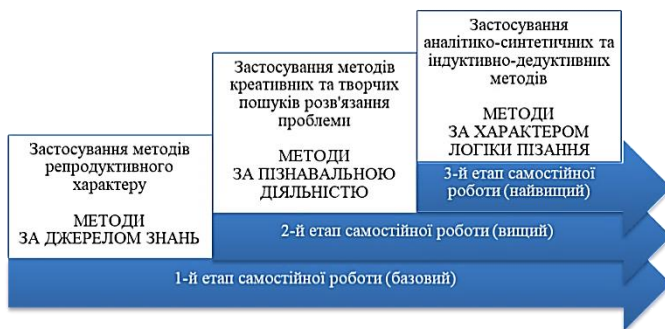 Застосування методів
репродуктивного
характеру
МЕТОДИ
ЗА ДЖЕРЕЛОМ ЗНАНЬ
Застосування методів
креативних та творчих
пошуків розв'язання
проблеми
МЕТОДИ
ЗА ПІЗНАВАЛЬНОЮ
ДІЯЛЬНІСТЮ
Застосування
аналітико-синтетичних та
індуктивно-дедуктивних
методів
МЕТОДИ
ЗА ХАРАКТЕРОМ
ЛОГІКИ ПІЗАННЯ
3-й етап самостійної
роботи (найвищий)
2-й етап самостійної роботи (вищий)
1-й етап самостійної роботи (базовий)